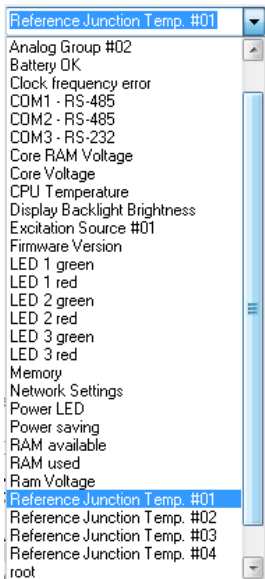 Reference Junction Temp. #01
Analog Group #02
Battery OK
Clock frequency error
COM1 - RS-485
COM2 - RS-485
COM3 - RS-232
Core RAM Voltage
Core Voltage
CPU Temperature
Display Backlight Brightness
Excitation Source #01
Firmware Version
LED 1 green
LED 1 red
LED 2 green
LED 2 red
LED 3 green
LED 3 red
Memory
Network Settings
Power LED
Power saving
RAM available
RAM used
Ram Voltage
Reference Junction Temp. #01
Reference Junction Temp. #02
Reference Junction Temp. #03
Reference Junction Temp. #04
root